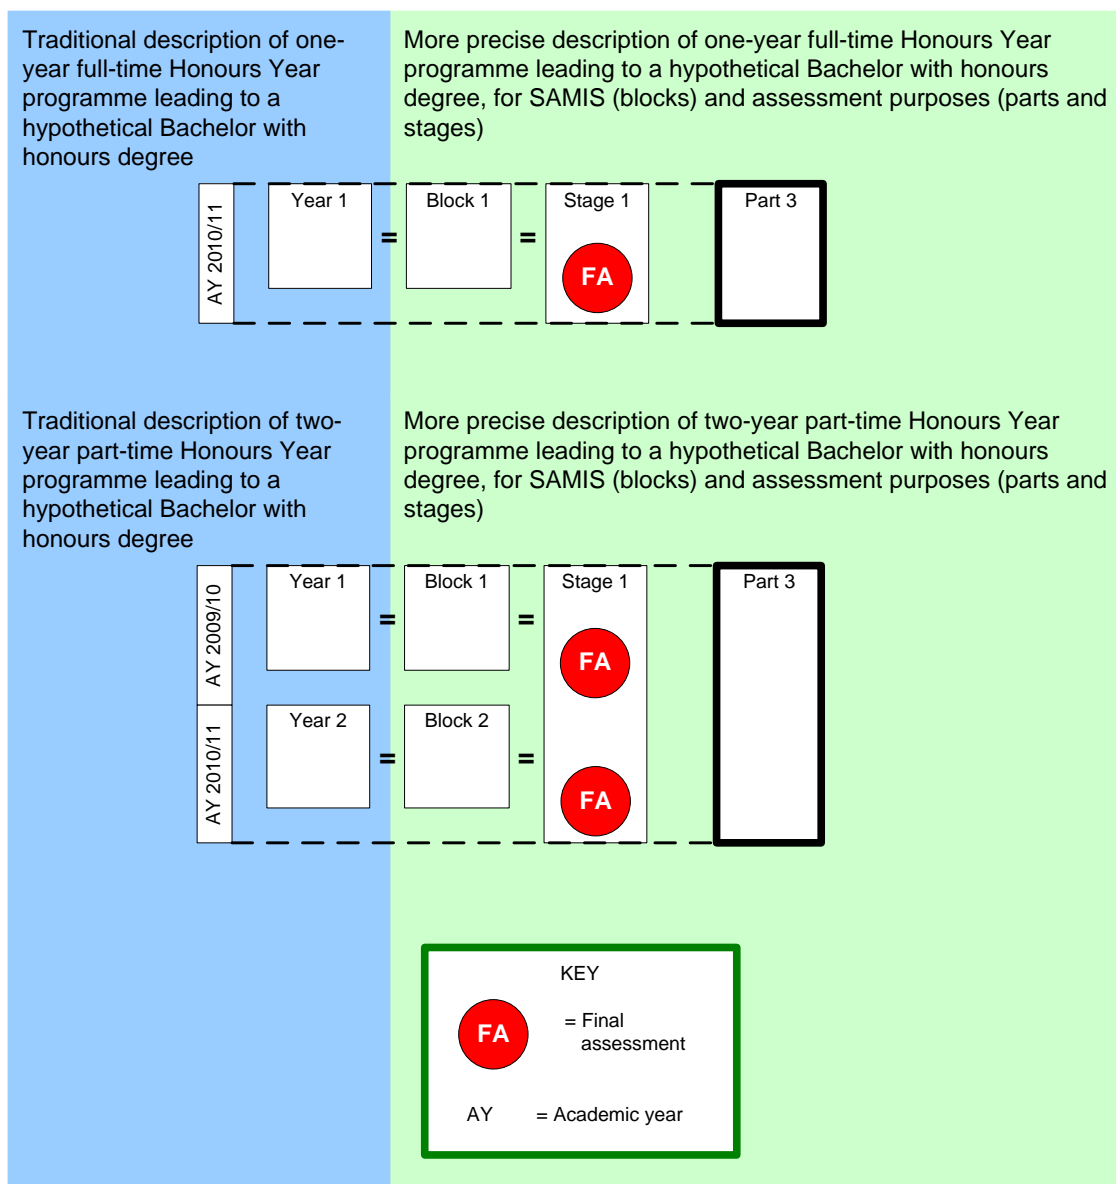 Traditional description of one-
year full-time Honours Year
programme leading to a
hypothetical Bachelor with
honours degree
More precise description of one-year full-time Honours Year
programme leading to a hypothetical Bachelor with honours
degree, for SAMIS (blocks) and assessment purposes (parts and
stages)
AY 2010/11
Year 1
=
Block 1
=
Stage 1
FA
Part 3
Traditional description of two-
year part-time Honours Year
programme leading to a
hypothetical Bachelor with
honours degree
More precise description of two-year part-time Honours Year
programme leading to a hypothetical Bachelor with honours
degree, for SAMIS (blocks) and assessment purposes (parts and
stages)
AY 2009/10
Year 1
=
Block 1
=
Stage 1
FA
Part 3
AY 2010/11
Year 2
=
Block 2
=
FA
KEY
FA
= Final
assessment
AY = Academic year